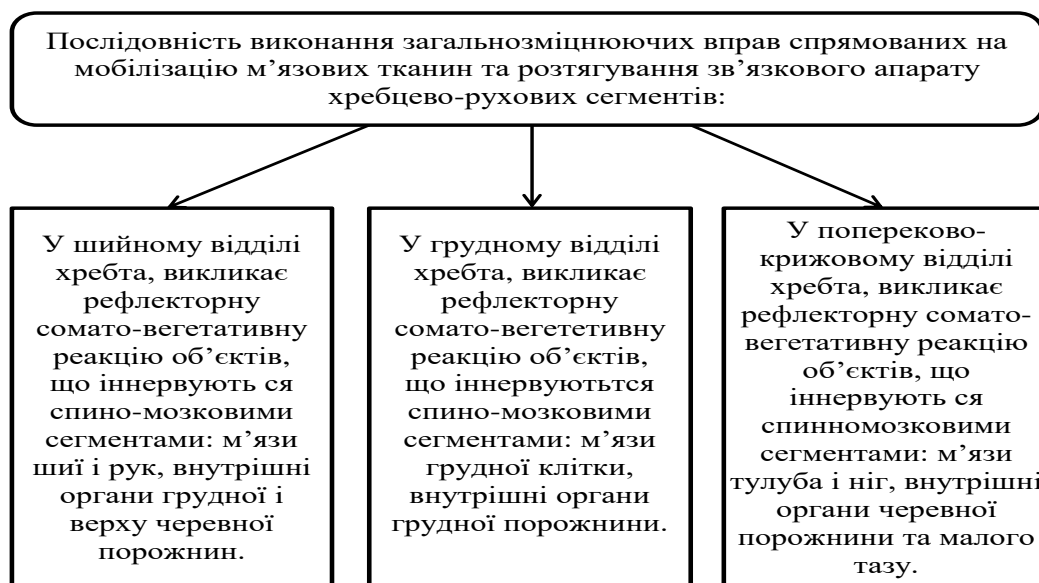 Послідовність виконання загальнозміцнюючих вправ спрямованих на
мобілізацію м’язових тканин та розтягування зв’язкового апарату
хребцево-рухових сегментів:
У шийному відділі
хребта, викликає
рефлекторну
сомато-вегетативну
реакцію об’єктів,
що іннервують ся
спино-мозковими
сегментами: м’язи
шиї і рук, внутрішні
органи грудної і
верху черевної
порожнин.
У грудному відділі
хребта, викликає
рефлекторну
сомато-вегететивну
реакцію об’єктів,
що іннервуютьтся
спино-мозковими
сегментами: м’язи
грудної клітки,
внутрішні органи
грудної порожнини.
У попереково-
крижовому відділі
хребта, викликає
рефлекторну сомато-
вегетативну реакцію
об’єктів, що
іннервують ся
спинномозковими
сегментами: м’язи
тулуба і ніг, внутрішні
органи черевної
порожнини та малого
тазу.